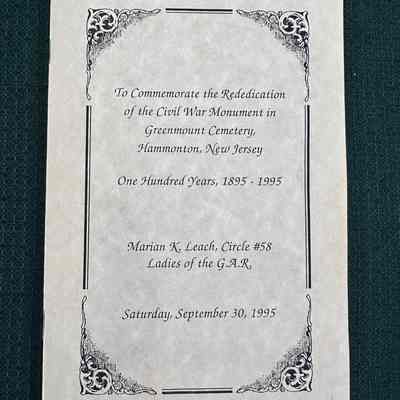 To Commemorate the Rededication
of the Civil War Monument in
Greenmount Cemetery,
Hammonton, New Jersey
One Hundred Years, 1895 - 1995
Marian K. Leach, Circle #58
Ladies of the G.A.R.
Saturday, September 30, 1995